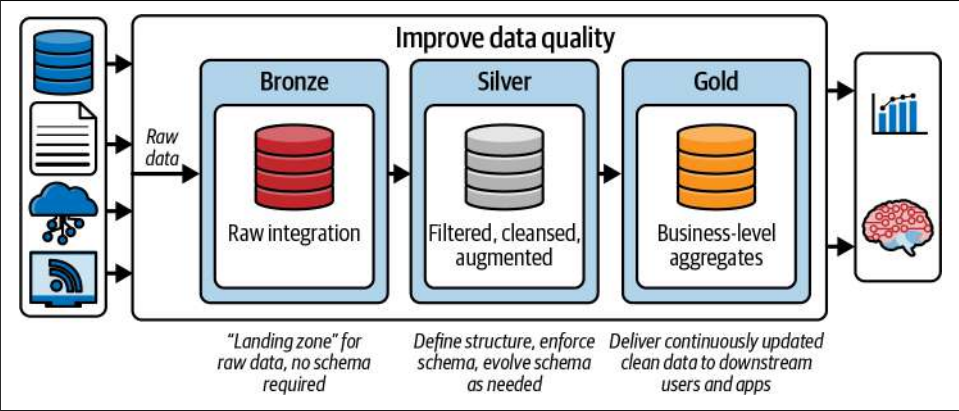 Improve data quality
Bronze
Silver
Gold
Raw
data
Raw integration
Filtered, cleansed,
augmented
Business-level
aggregates
“Landing zone” for
raw data, no schema
required
Define structure, enforce
schema, evolve schema
as needed
Deliver continuously updated
clean data to downstream
users and apps